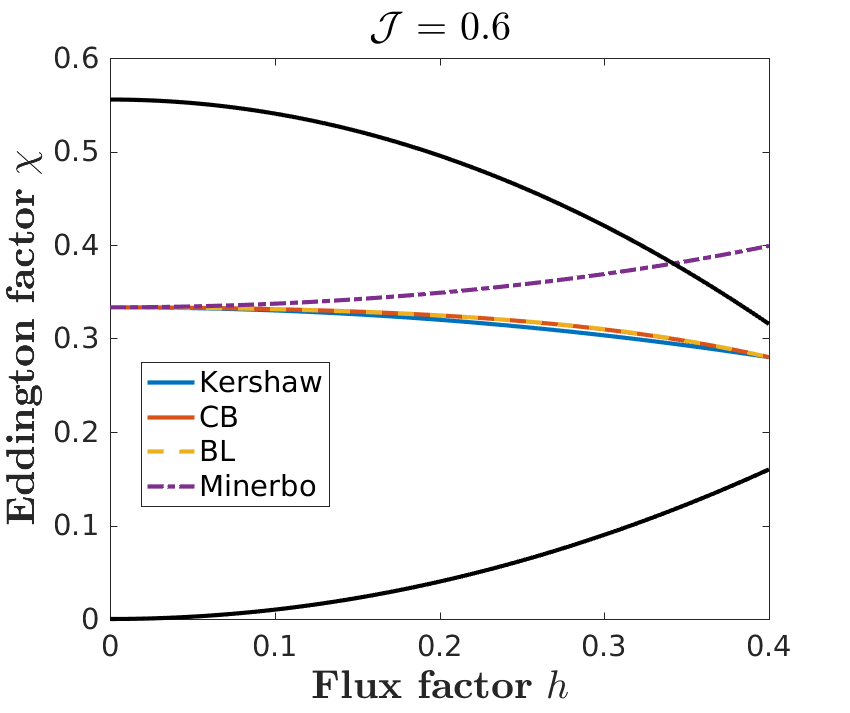 𝒥 = 0.6
Eddington factor χ
0.6
0.5
0.4
0.3
0.2
0.1
0
Kershaw
CB
BL
Minerbo
0 0.1 0.2 0.3 0.4
Flux factor h